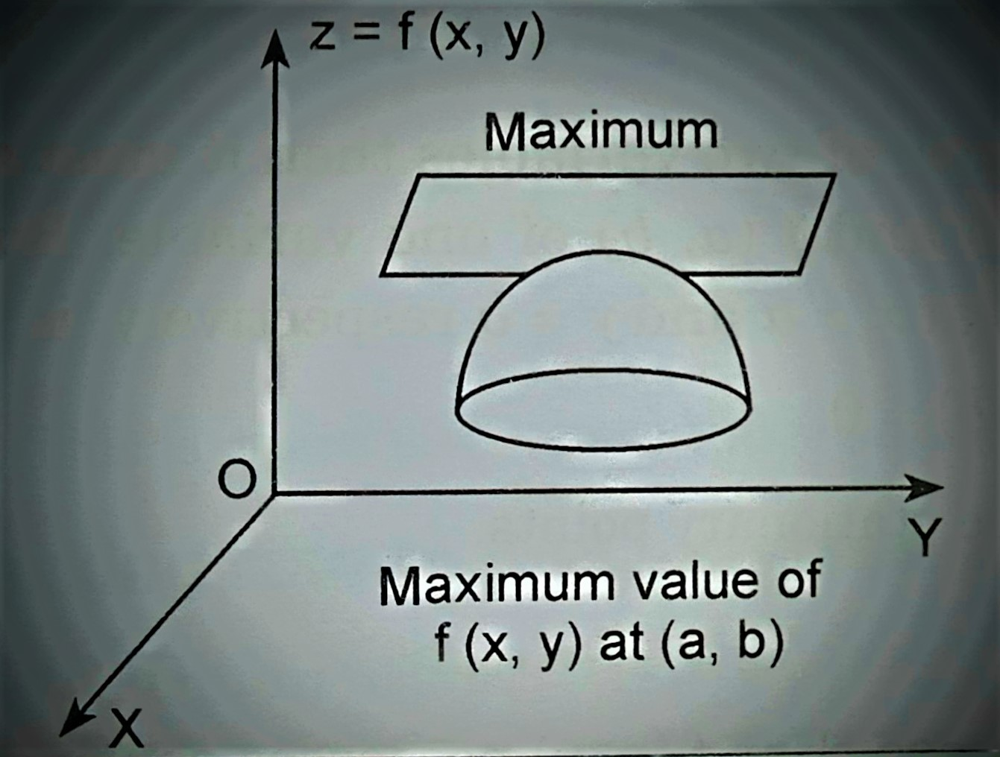 z = f (x, y)
Maximum
O
Y
Maximum value of
f (x, y) at (a, b)
X